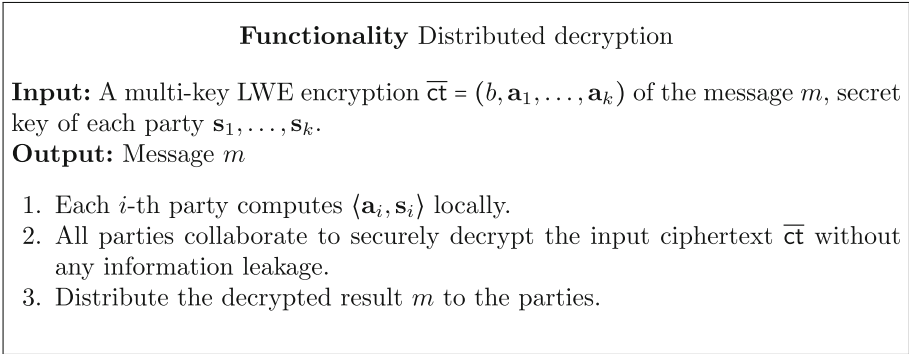 Functionality Distributed decryption
Input: A multi-key LWE encryption c̅t̅ = (b, a₁, . . . , aₖ) of the message m, secret
key of each party s₁, . . . , sₖ.
Output: Message m
1. Each i-th party computes ⟨aᵢ, sᵢ⟩ locally.
2. All parties collaborate to securely decrypt the input ciphertext c̅t̅ without
any information leakage.
3. Distribute the decrypted result m to the parties.